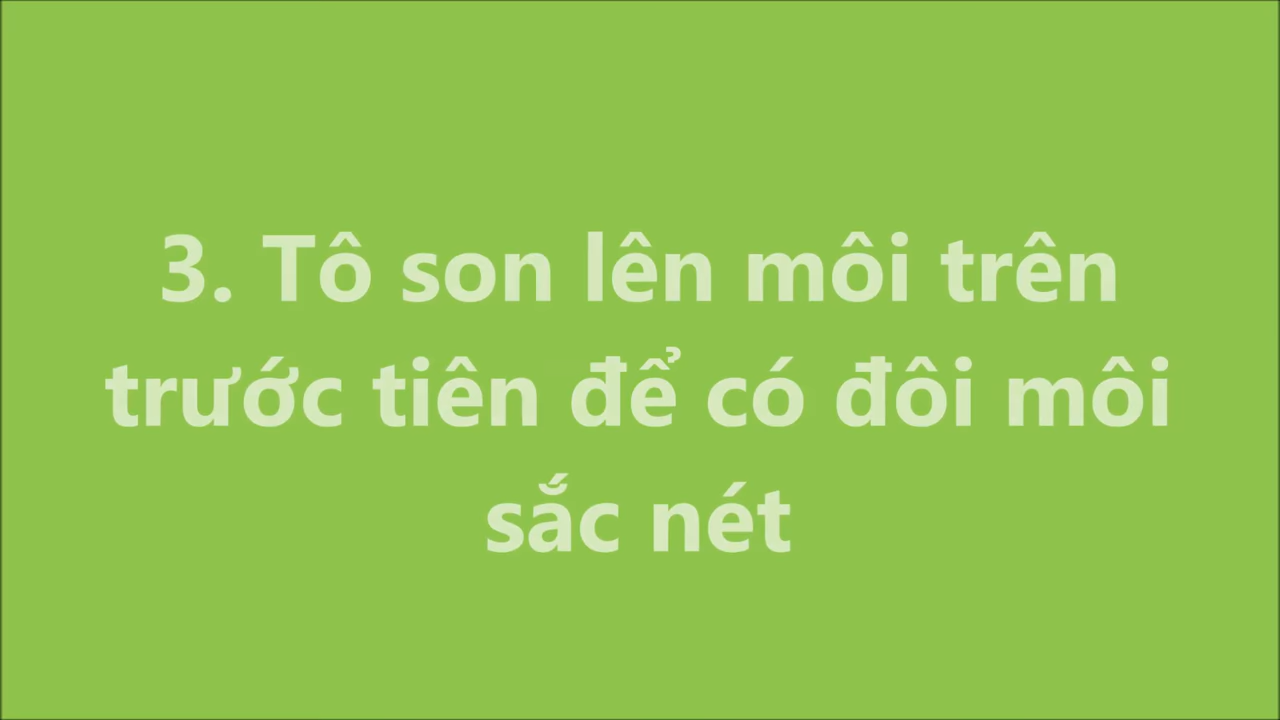 3. Tô son lên môi trên
trước tiên để có đôi môi
sắc nét